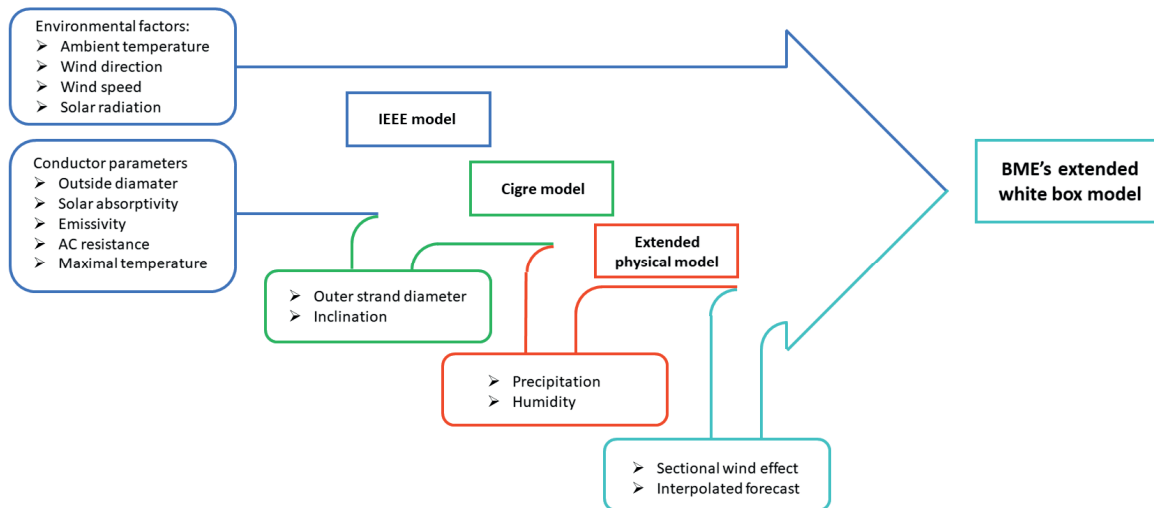 Environmental factors:
➢ Ambient temperature
➢ Wind direction
➢ Wind speed
➢ Solar radiation
IEEE model
Conductor parameters
➢ Outside diamater
➢ Solar absorptivity
➢ Emissivity
➢ AC resistance
➢ Maximal temperature
Cigre model
BME's extended
white box model
Extended
physical model
➢ Outer strand diameter
➢ Inclination
➢ Precipitation
➢ Humidity
➢ Sectional wind effect
➢ Interpolated forecast